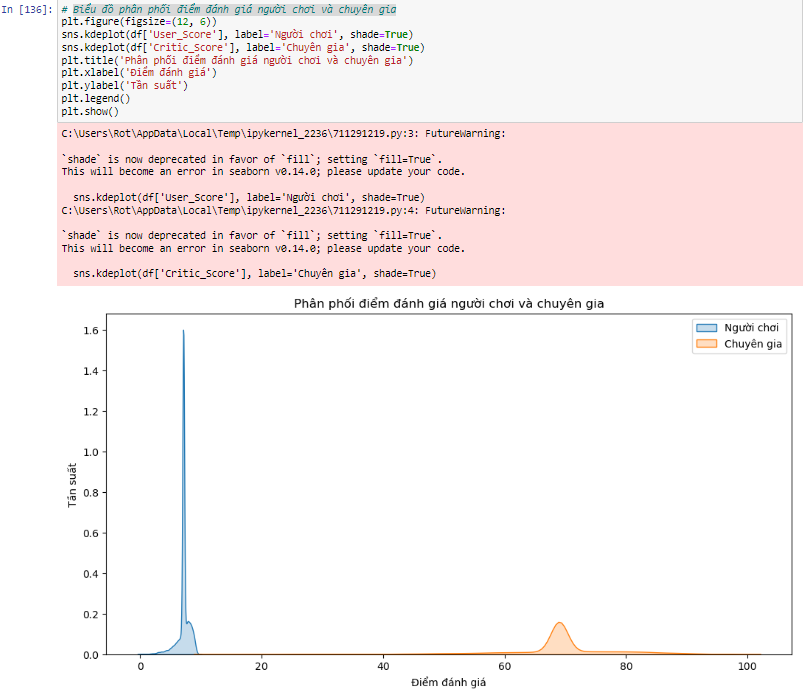 In [136]: # Biểu đồ phân phối điểm đánh giá người chơi và chuyên gia
plt.figure(figsize=(12, 6))
sns.kdeplot(df['User_Score'], label='Người chơi', shade=True)
sns.kdeplot(df['Critic_Score'], label='Chuyên gia', shade=True)
plt.title('Phân phối điểm đánh giá người chơi và chuyên gia')
plt.xlabel('Điểm đánh giá')
plt.ylabel('Tần suất')
plt.legend()
plt.show()
C:\Users\Rot\AppData\Local\Temp\ipykernel_2236\711291219.py:3: FutureWarning:
`shade` is now deprecated in favor of `fill`; setting `fill=True`.
This will become an error in seaborn v0.14.0; please update your code.
sns.kdeplot(df['User_Score'], label='Người chơi', shade=True)
C:\Users\Rot\AppData\Local\Temp\ipykernel_2236\711291219.py:4: FutureWarning:
`shade` is now deprecated in favor of `fill`; setting `fill=True`.
This will become an error in seaborn v0.14.0; please update your code.
sns.kdeplot(df['Critic_Score'], label='Chuyên gia', shade=True)
Phân phối điểm đánh giá người chơi và chuyên gia
Người chơi
Chuyên gia
1.6
1.4
1.2
1.0
0.8
0.6
0.4
0.2
0.0
Tần suất
0 20 40 60 80 100
Điểm đánh giá